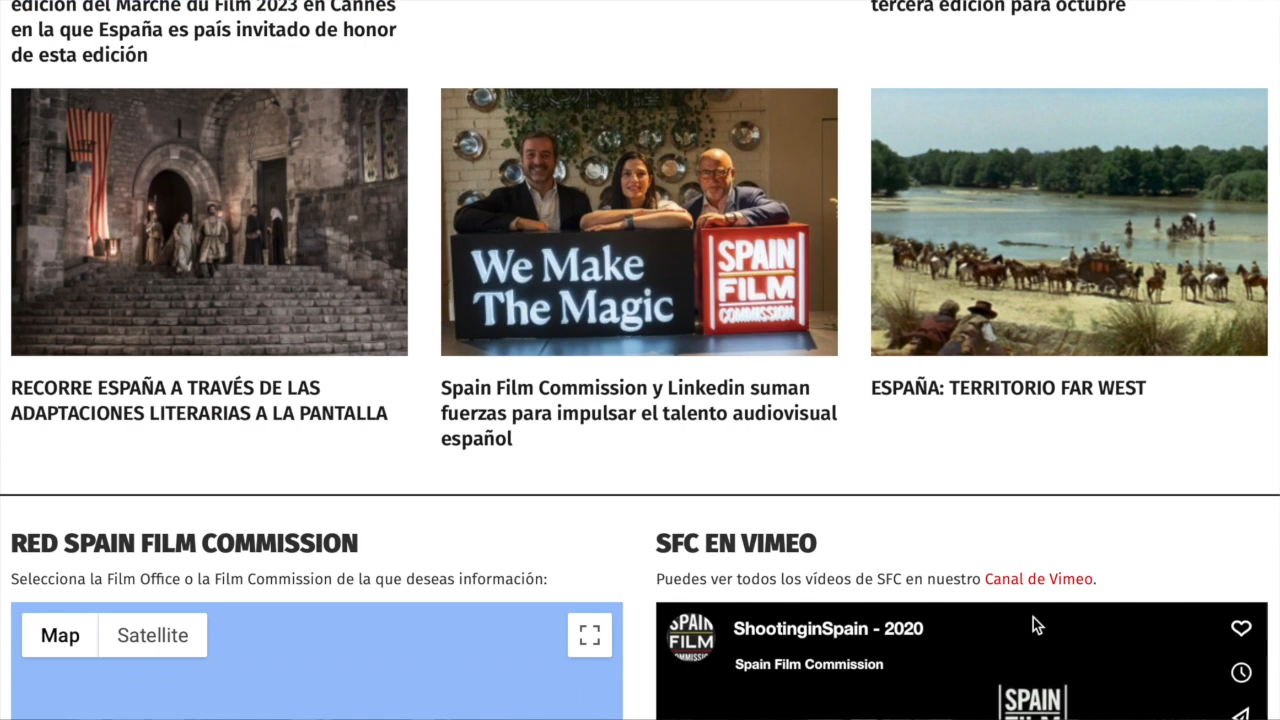 edición del Marché du Film 2023 en Cannes
en la que España es país invitado de honor
de esta edición
tercera edición para octubre
We Make
The Magic
SPAIN
FILM
COMMISSION
RECORRE ESPAÑA A TRAVÉS DE LAS
ADAPTACIONES LITERARIAS A LA PANTALLA
Spain Film Commission y Linkedin suman
fuerzas para impulsar el talento audiovisual
español
ESPAÑA: TERRITORIO FAR WEST
RED SPAIN FILM COMMISSION
Selecciona la Film Office o la Film Commission de la que deseas información:
Map
Satellite
SFC EN VIMEO
Puedes ver todos los vídeos de SFC en nuestro Canal de Vimeo.
SPAIN
FILM
COMMISSION
ShootinginSpain - 2020
Spain Film Commission
SPAIN
FILM